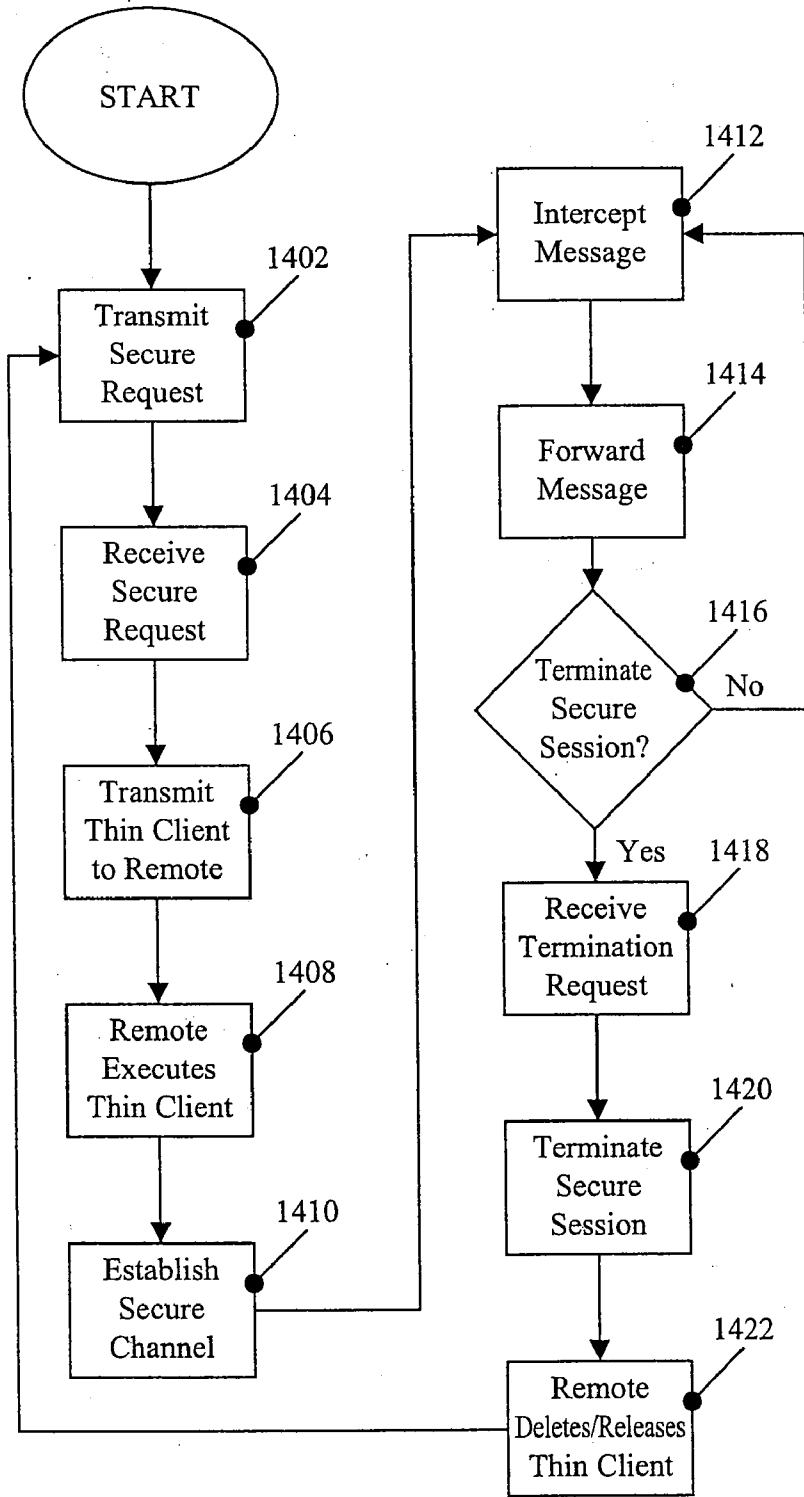 START
1402
Transmit
Secure
Request
1404
Receive
Secure
Request
1406
Transmit
Thin Client
to Remote
1408
Remote
Executes
Thin Client
1410
Establish
Secure
Channel
1412
Intercept
Message
1414
Forward
Message
1416
Terminate
Secure
Session?
No
Yes
1418
Receive
Termination
Request
1420
Terminate
Secure
Session
1422
Remote
Deletes/Releases
Thin Client